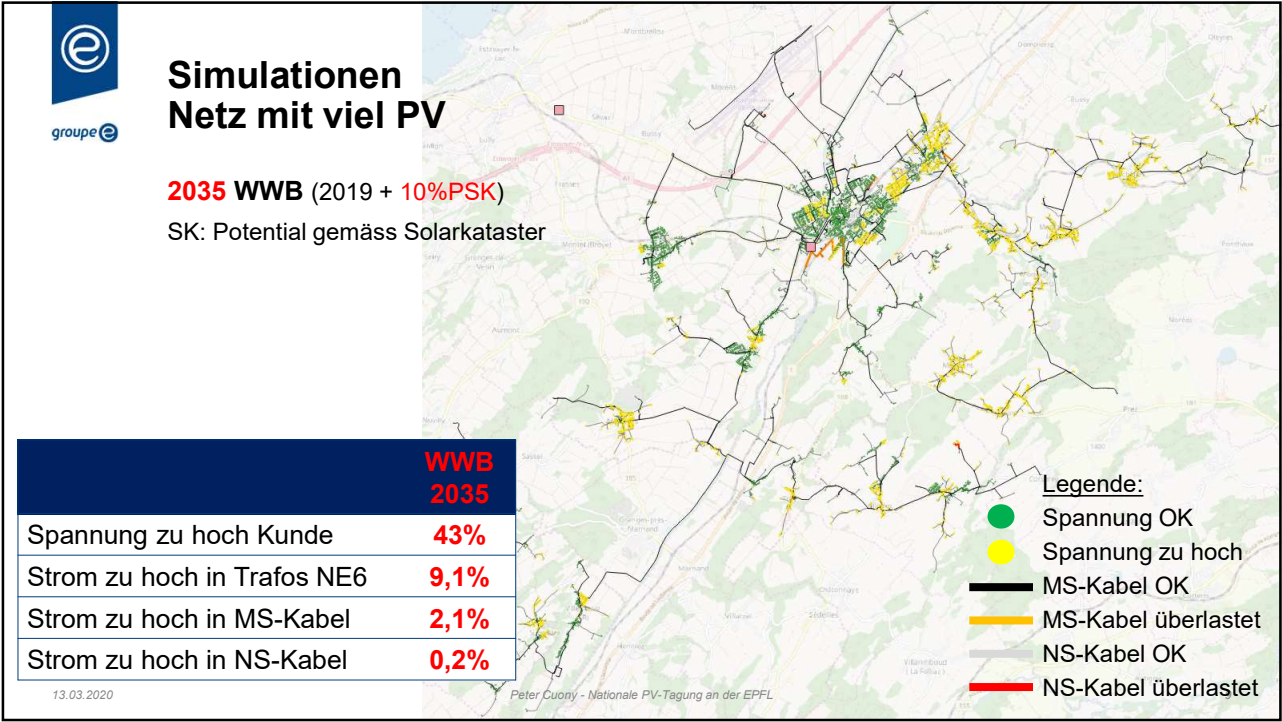 groupe e
Simulationen
Netz mit viel PV
2035 WWB (2019 + 10%PSK)
SK: Potential gemäss Solarkataster
WWB
2035
Spannung zu hoch Kunde 43%
Strom zu hoch in Trafos NE6 9,1%
Strom zu hoch in MS-Kabel 2,1%
Strom zu hoch in NS-Kabel 0,2%
Legende:
Spannung OK
Spannung zu hoch
MS-Kabel OK
MS-Kabel überlastet
NS-Kabel OK
NS-Kabel überlastet
13.03.2020
Peter Cuony - Nationale PV-Tagung an der EPFL